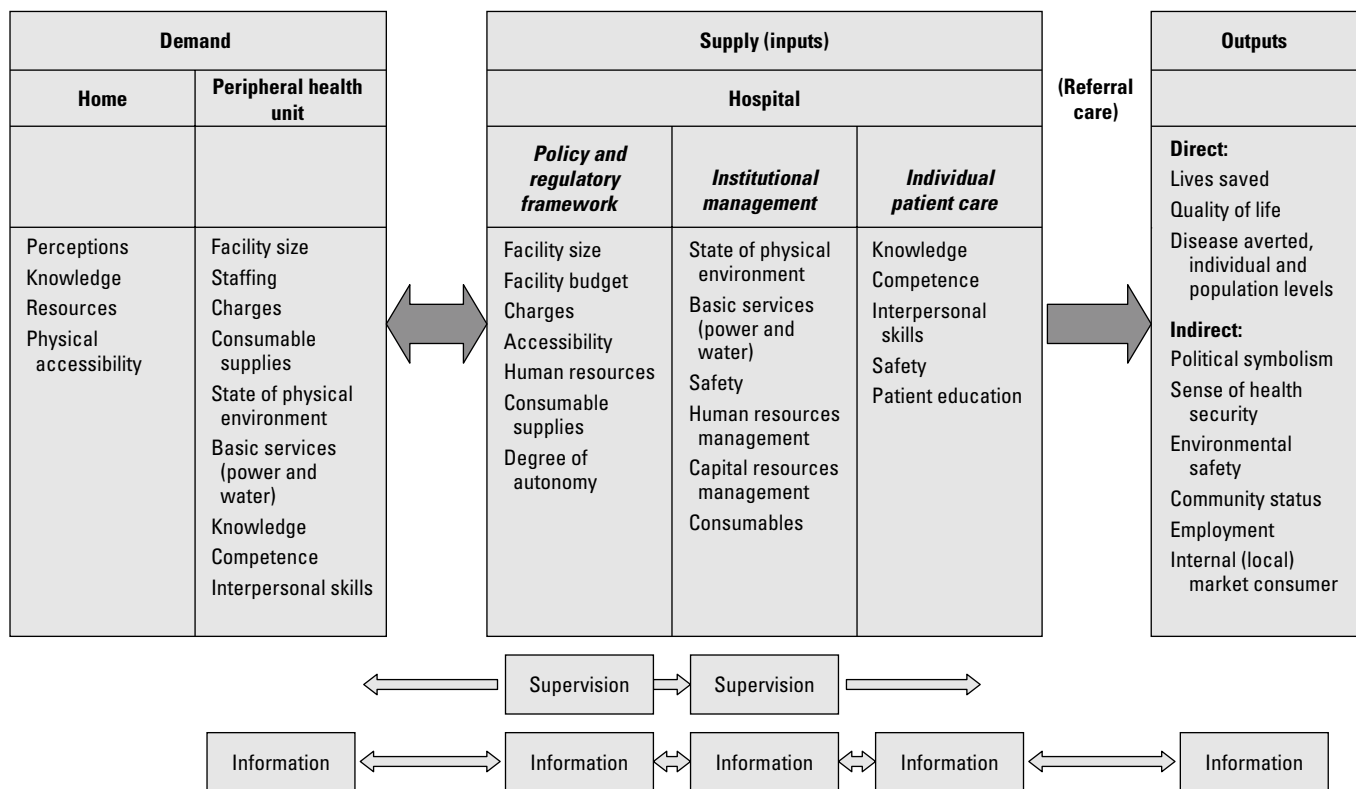 Demand
Home
Peripheral health
unit
Perceptions
Knowledge
Resources
Physical
accessibility
Facility size
Staffing
Charges
Consumable
supplies
State of physical
environment
Basic services
(power and
water)
Knowledge
Competence
Interpersonal skills
Supply (inputs)
Hospital
Policy and
regulatory
framework
Facility size
Facility budget
Charges
Accessibility
Human resources
Consumable
supplies
Degree of
autonomy
Institutional
management
State of physical
environment
Basic services
(power and
water)
Safety
Human resources
management
Capital resources
management
Consumables
Individual
patient care
Knowledge
Competence
Interpersonal
skills
Safety
Patient education
(Referral
care)
Outputs
Direct:
Lives saved
Quality of life
Disease averted,
individual and
population levels
Indirect:
Political symbolism
Sense of health
security
Environmental
safety
Community status
Employment
Internal (local)
market consumer
Supervision
Supervision
Information
Information
Information
Information
Information